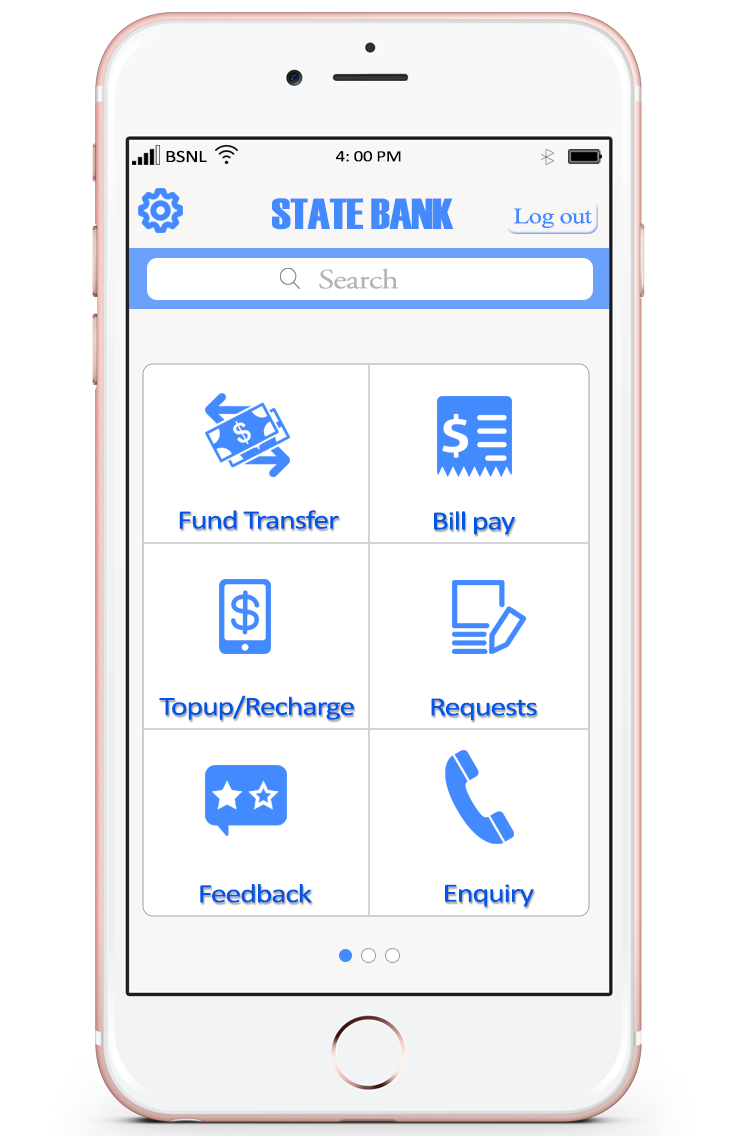 BSNL 4: 00 PM
STATE BANK
Log out
Search
$ $
Fund Transfer Bill pay
$
Topup/Recharge Requests
Feedback Enquiry